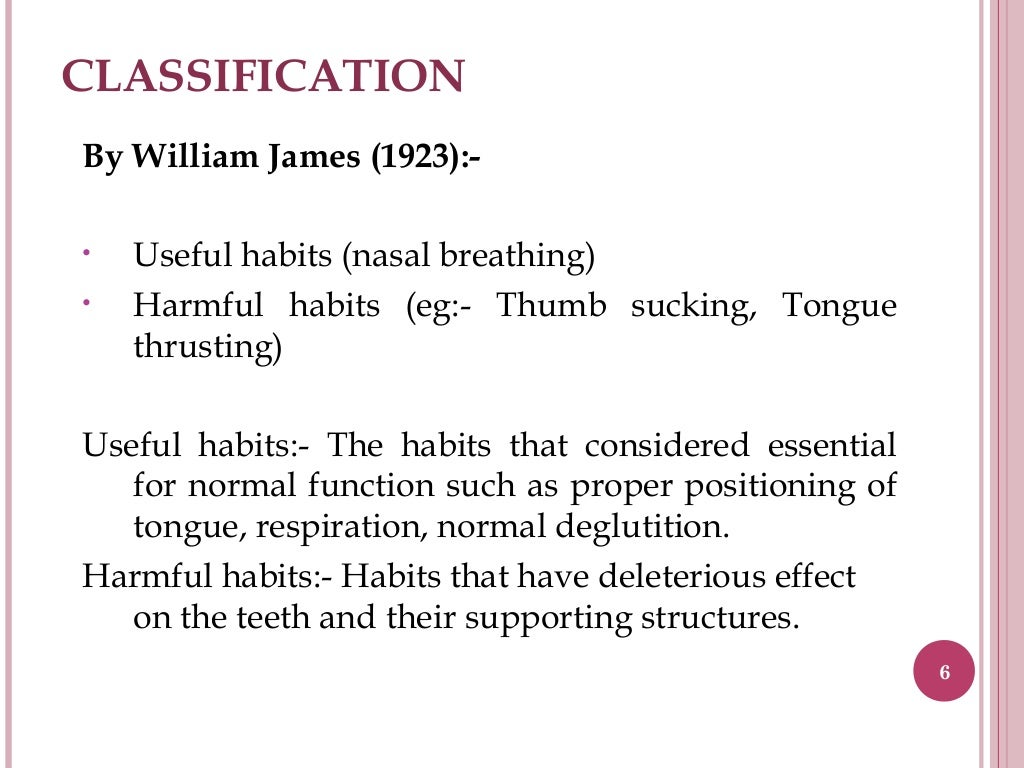 CLASSIFICATION
By William James (1923):-
• Useful habits (nasal breathing)
• Harmful habits (eg:- Thumb sucking, Tongue
thrusting)
Useful habits:- The habits that considered essential
for normal function such as proper positioning of
tongue, respiration, normal deglutition.
Harmful habits:- Habits that have deleterious effect
on the teeth and their supporting structures.
6